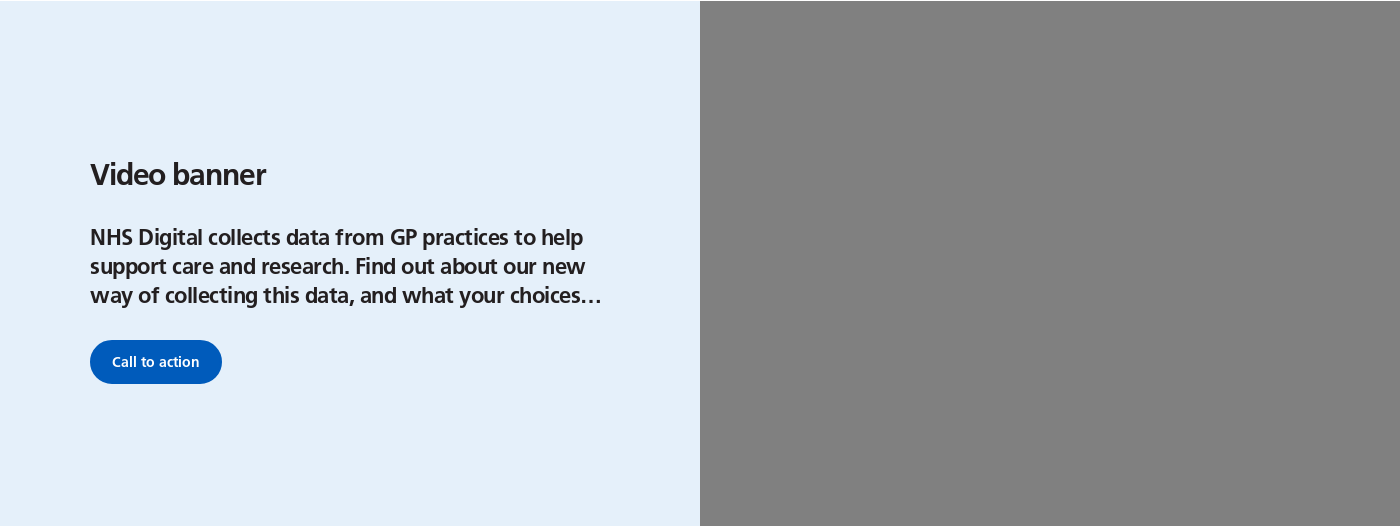 Video banner
NHS Digital collects data from GP practices to help
support care and research. Find out about our new
way of collecting this data, and what your choices…
Call to action